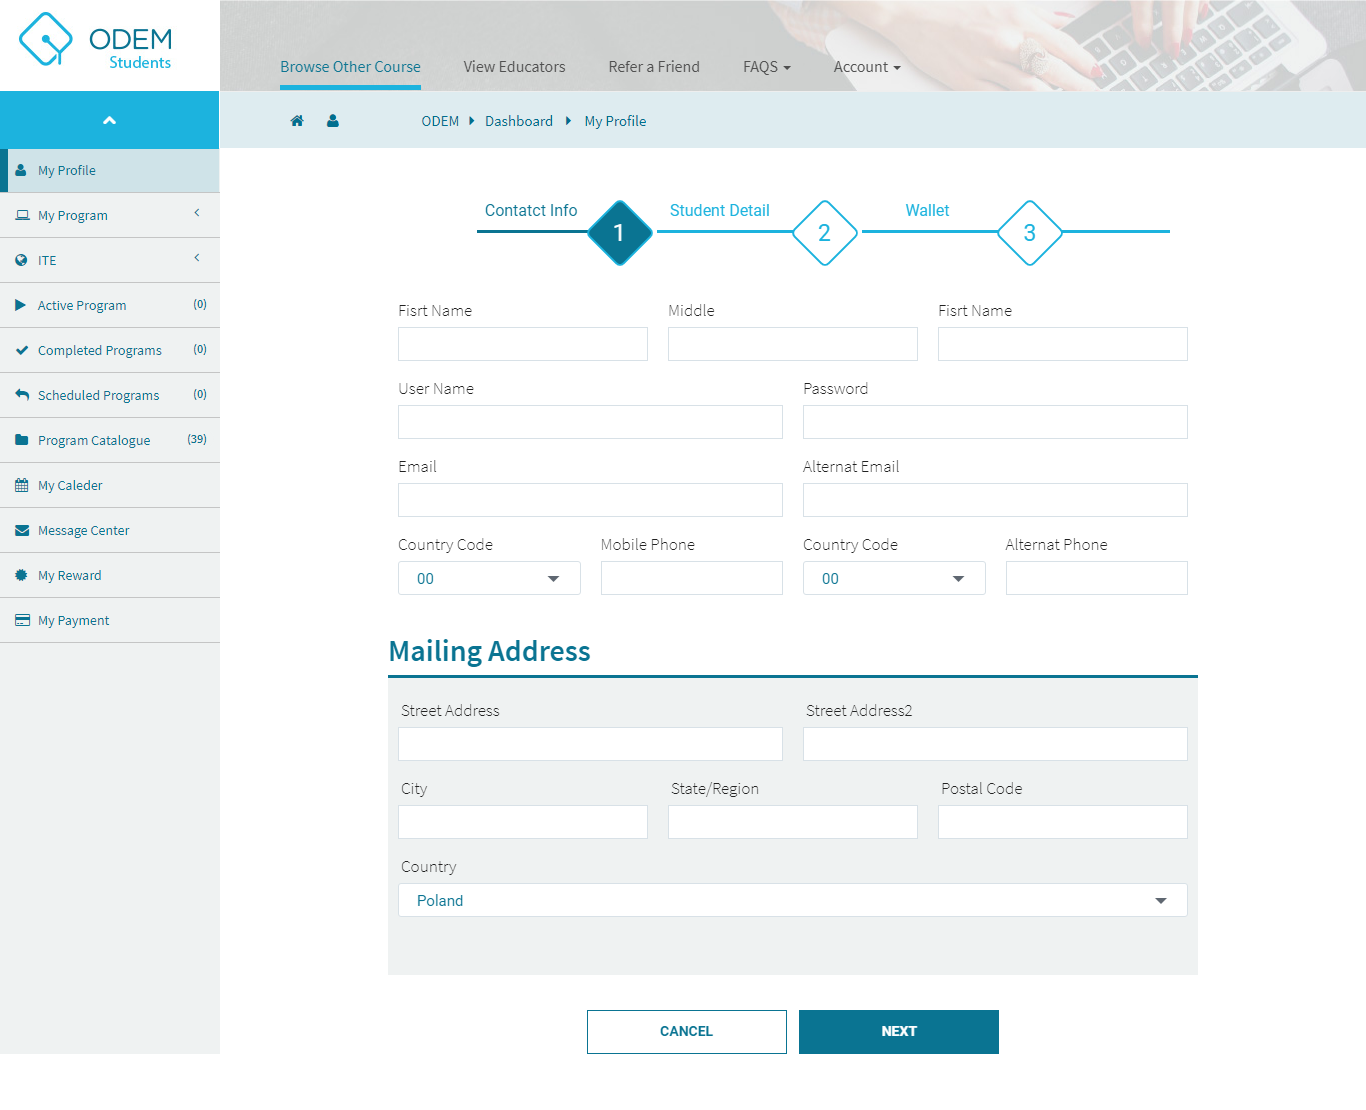 ODEM
Students
Browse Other Course View Educators Refer a Friend FAQS Account
ODEM Dashboard My Profile
My Profile
My Program
ITE
Active Program (0)
Completed Programs (0)
Scheduled Programs (0)
Program Catalogue (39)
My Caleder
Message Center
My Reward
My Payment
Contatct Info 1 Student Detail 2 Wallet 3
Fisrt Name Middle Fisrt Name
User Name Password
Email Alternat Email
Country Code Mobile Phone Country Code Alternat Phone
00 00
Mailing Address
Street Address Street Address2
City State/Region Postal Code
Country
Poland
CANCEL NEXT